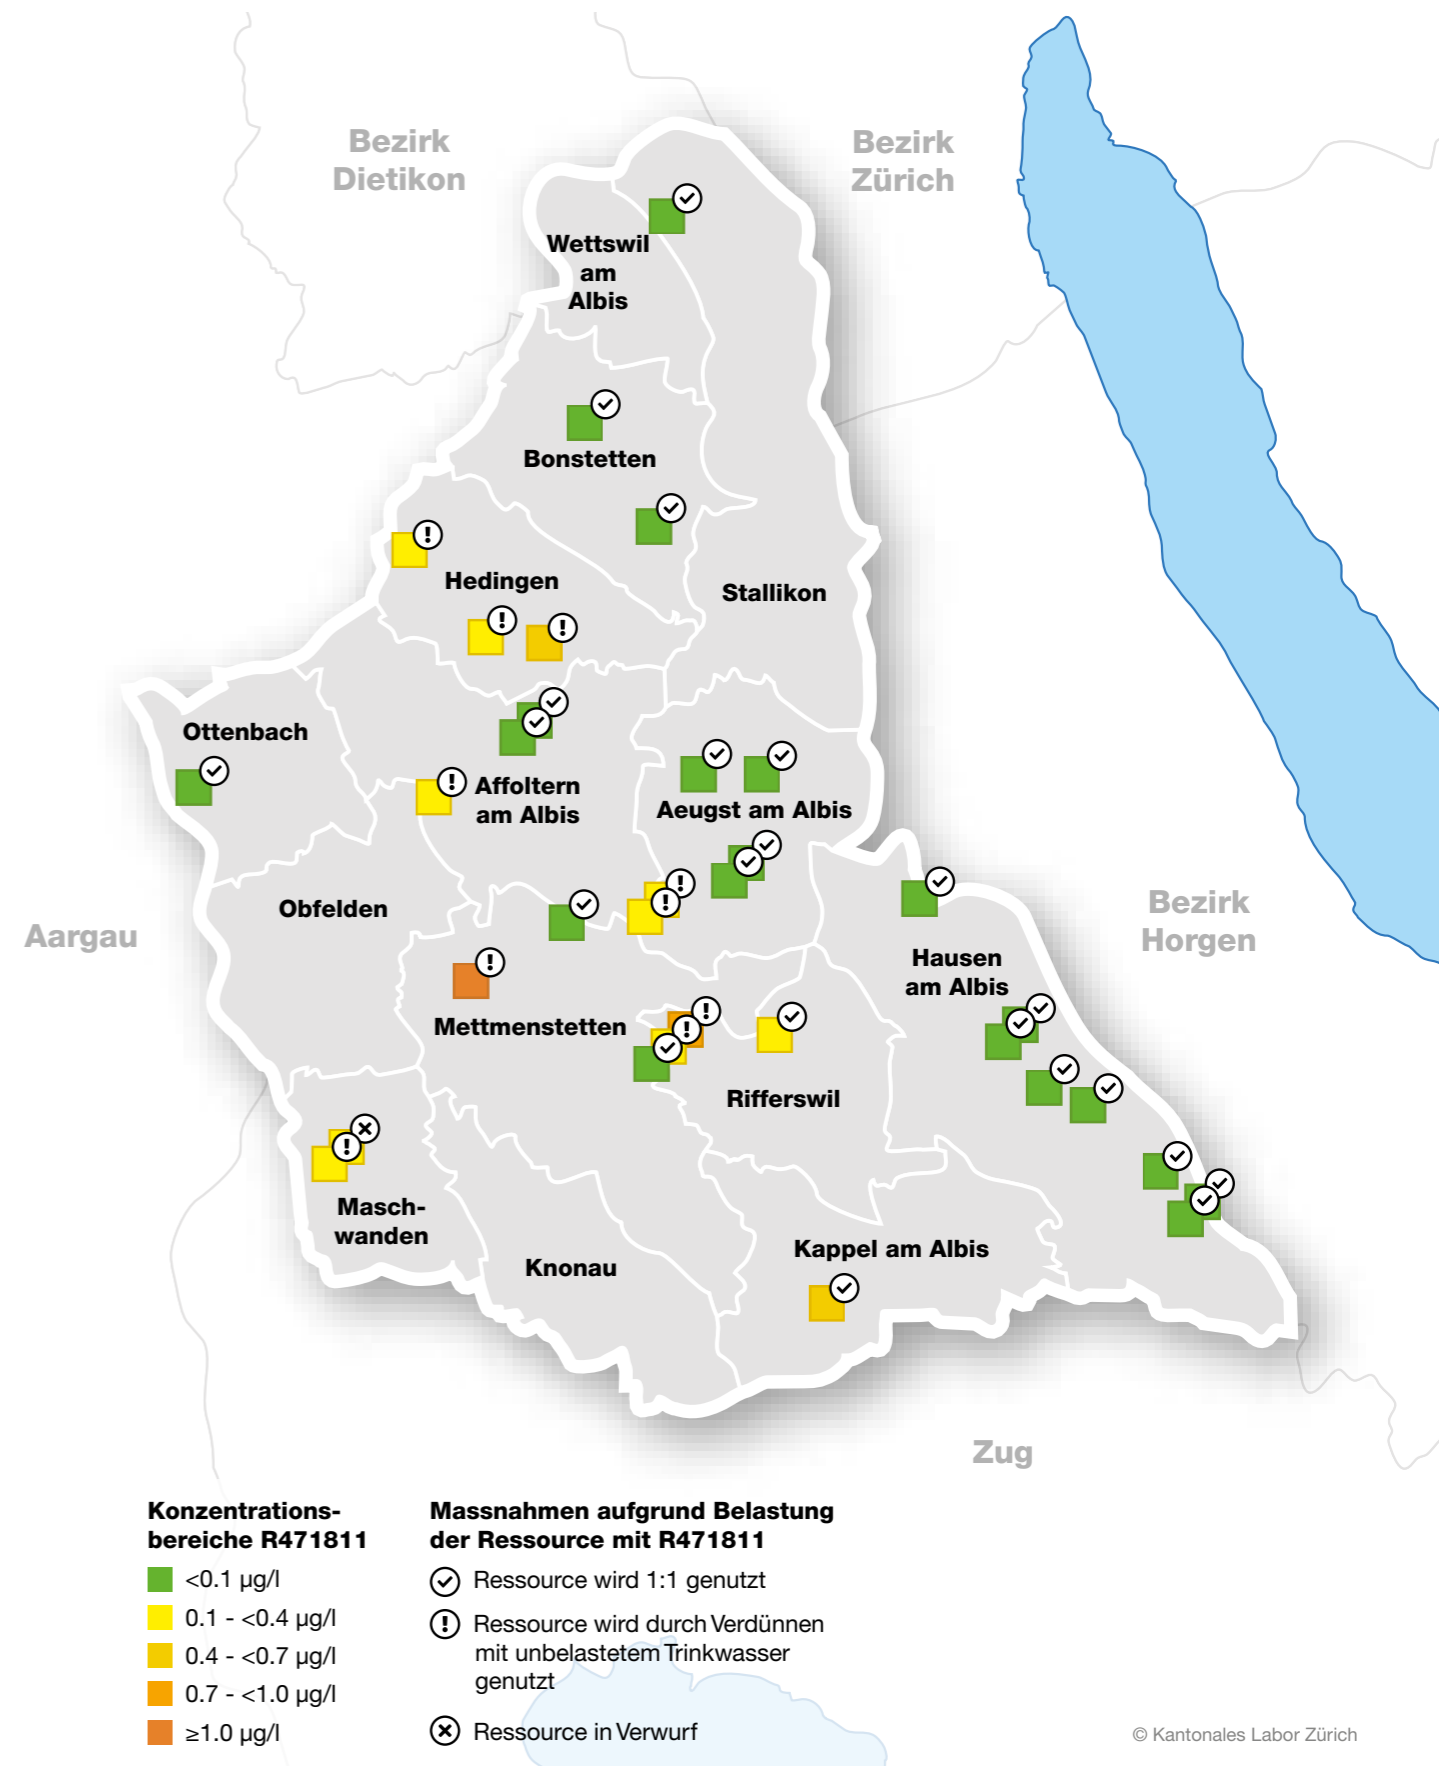 Bezirk
Dietikon
Bezirk
Zürich
Wettswil
am
Albis
Bonstetten
Hedingen
Stallikon
Ottenbach
Affoltern
am Albis
Aeugst am Albis
Obfelden
Aargau
Bezirk
Horgen
Hausen
am Albis
Mettmenstetten
Rifferswil
Masch-
wanden
Knonau
Kappel am Albis
Zug
Konzentrations-
bereiche R471811
<0.1 µg/l
0.1 - <0.4 µg/l
0.4 - <0.7 µg/l
0.7 - <1.0 µg/l
≥1.0 µg/l
Massnahmen aufgrund Belastung
der Ressource mit R471811
Ressource wird 1:1 genutzt
Ressource wird durch Verdünnen
mit unbelastetem Trinkwasser
genutzt
Ressource in Verwurf
© Kantonales Labor Zürich